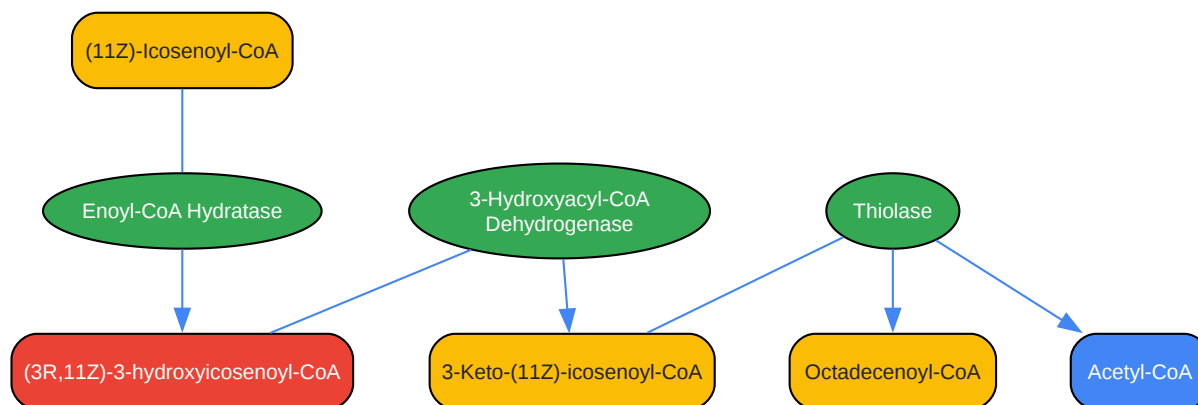 (11Z)-Icosenoyl-CoA
Enoyl-CoA Hydratase
3-Hydroxyacyl-CoA
Dehydrogenase
Thiolase
(3R,11Z)-3-hydroxyicosenoyl-CoA
3-Keto-(11Z)-icosenoyl-CoA
Octadecenoyl-CoA
Acetyl-CoA